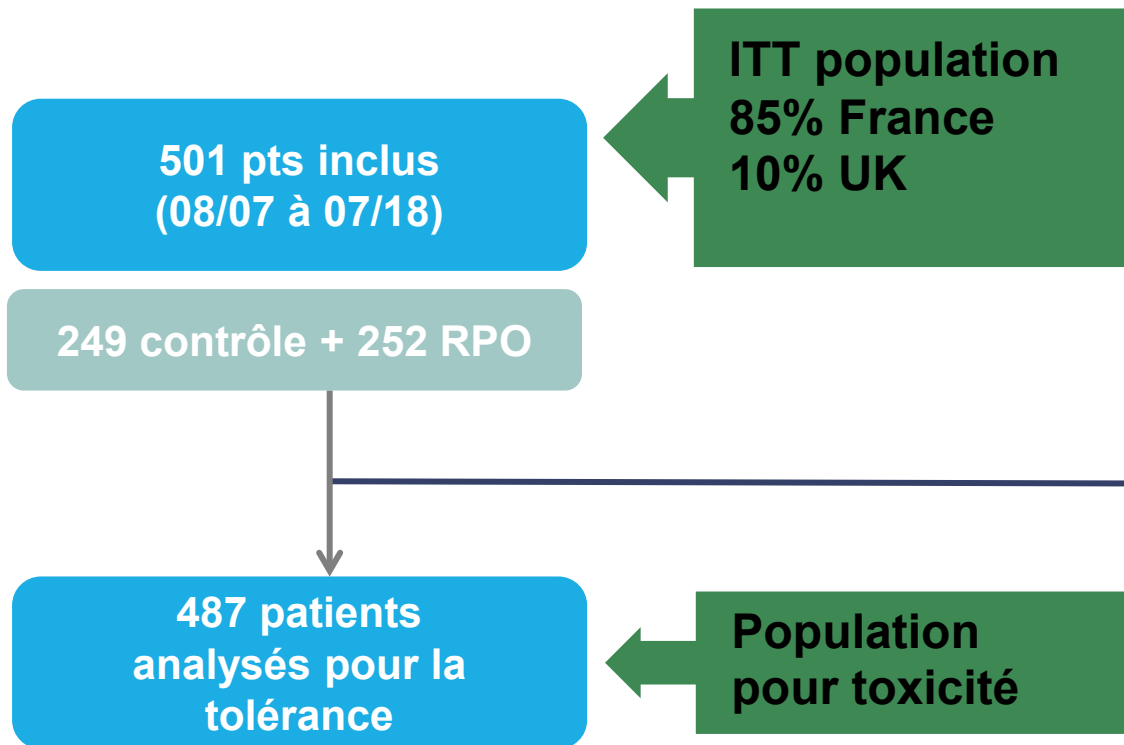 ITT population
85% France
10% UK
501 pts inclus
(08/07 à 07/18)
249 contrôle + 252 RPO
487 patients
analysés pour la
tolérance
Population
pour toxicité